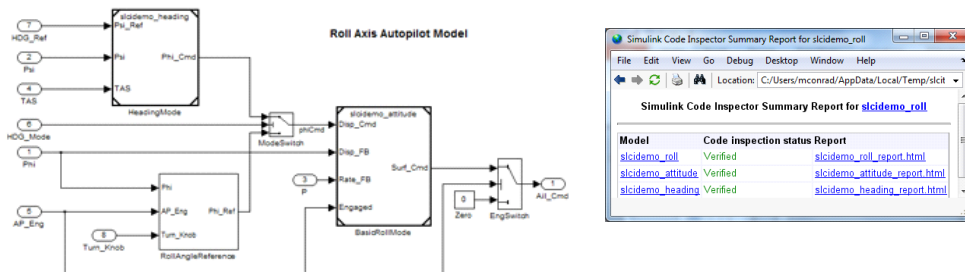 Roll Axis Autopilot Model
slcidemo_heading
7
HDG_Ref
Psi_Ref
2
Psi
Psi
Phi_Cmd
4
TAS
TAS
HeadingMode
6
HDG_Mode
ModeSwitch
phiCmd
1
Phi
slcidemo_attitude
Disp_Cmd
Disp_FB
Surf_Cmd
3
P
Rate_FB
Engaged
BasicRollMode
0
Zero
EngSwitch
1
Ail_Cmd
Phi
5
AP_Eng
AP_Eng
Phi_Ref
8
Turn_Knob
Turn_Knob
RollAngleReference
Simulink Code Inspector Summary Report for slcidemo_roll
File Edit View Go Debug Desktop Window Help
Location: C:/Users/mconrad/AppData/Local/Temp/slcit
Simulink Code Inspector Summary Report for slcidemo_roll
Model Code inspection status Report
slcidemo_roll Verified slcidemo_roll_report.html
slcidemo_attitude Verified slcidemo_attitude_report.html
slcidemo_heading Verified slcidemo_heading_report.html